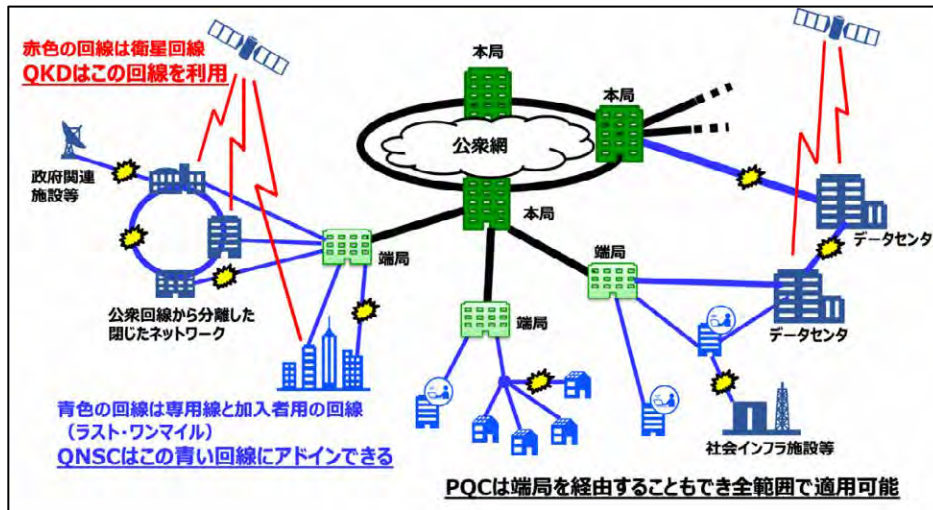 赤色の回線は衛星回線
QKDはこの回線を利用
本局
本局
公衆網
政府関連
施設等
本局
端局
データセンタ
端局
公衆回線から分離した
閉じたネットワーク
端局
データセンタ
青色の回線は専用線と加入者用の回線
（ラスト・ワンマイル）
QNSCはこの青い回線にアドインできる
社会インフラ施設等
PQCは端局を経由することもでき全範囲で適用可能